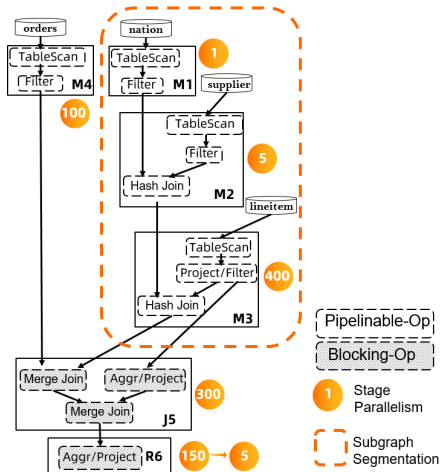 orders
nation
TableScan
Filter
M4
100
TableScan
Filter
M1
1
supplier
TableScan
Filter
5
Hash Join
M2
lineitem
TableScan
Project/Filter
400
Hash Join
M3
Merge Join
Aggr/Project
300
Merge Join
J5
Aggr/Project
R6
150
5
Pipelinable-Op
Blocking-Op
1
Stage
Parallelism
Subgraph
Segmentation